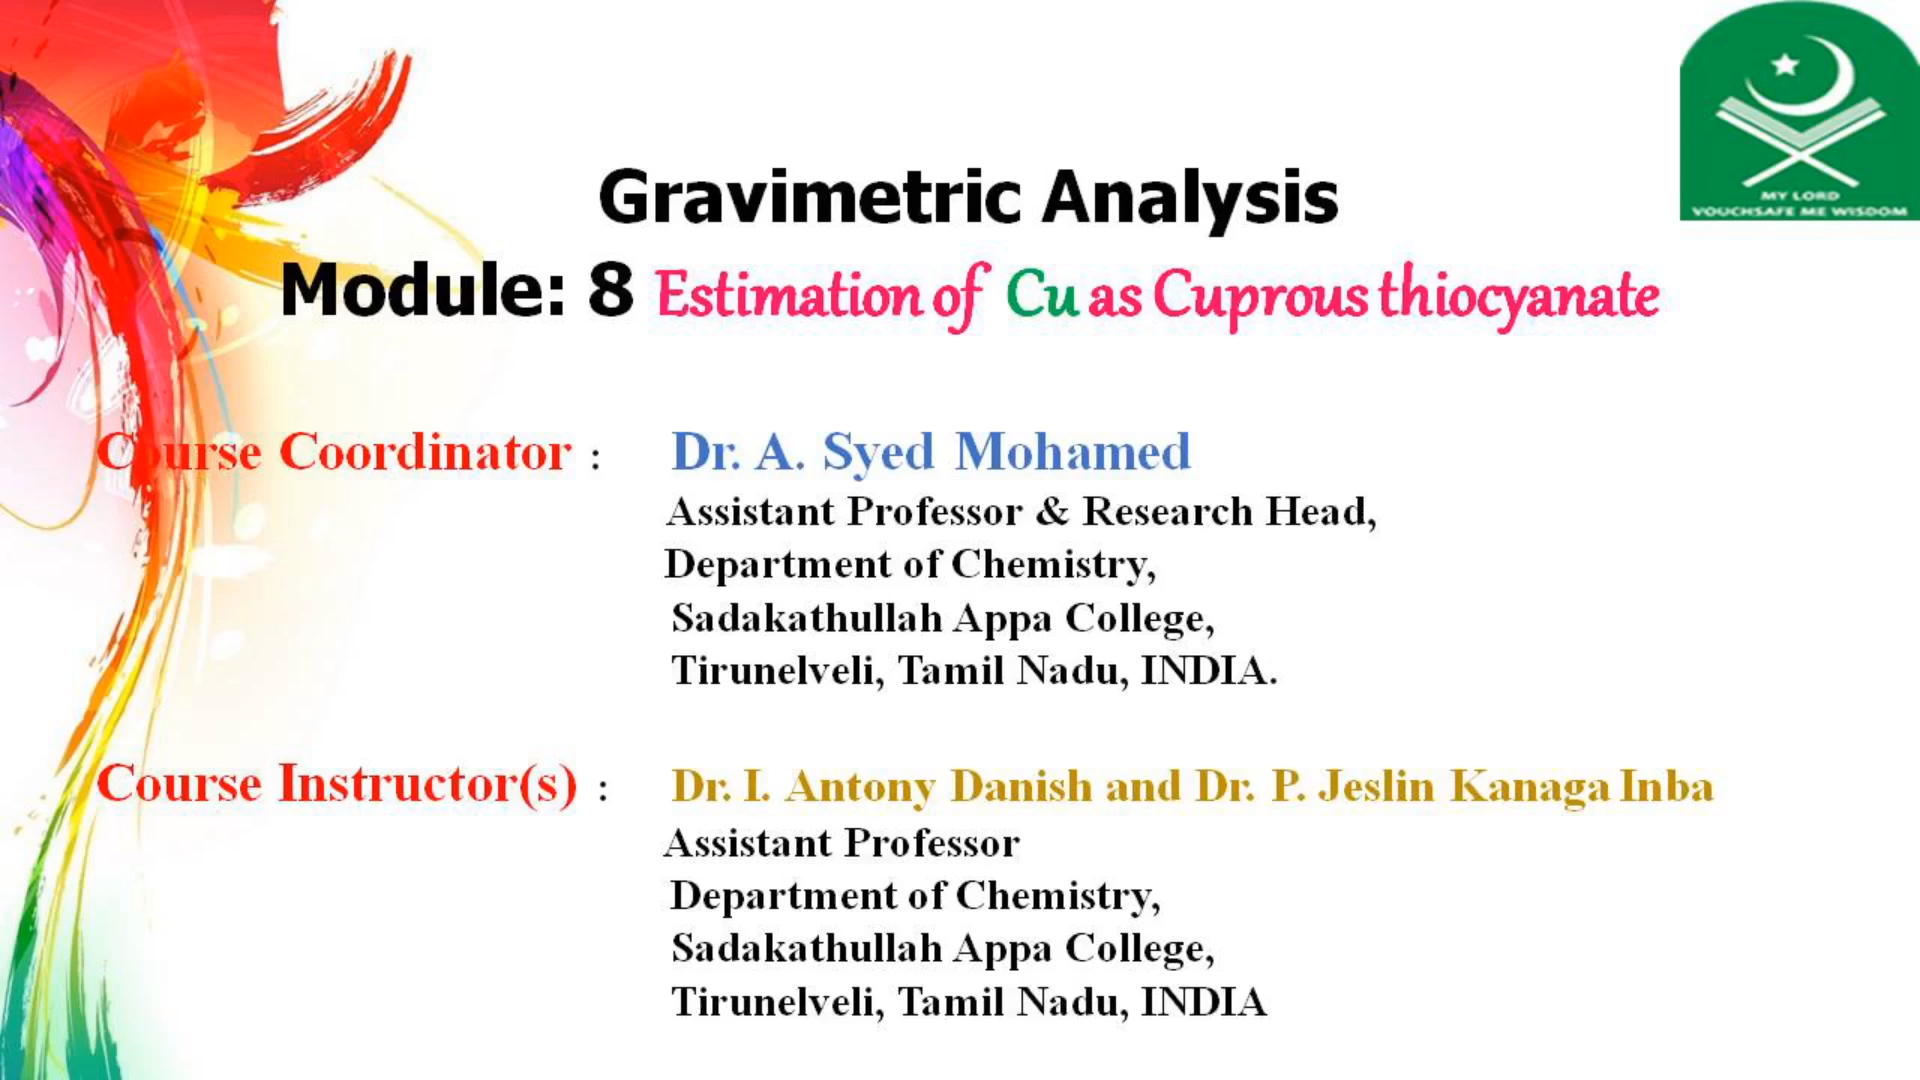 MY LORD
VOUCHSAFE ME WISDOM
Gravimetric Analysis
Module: 8 Estimation of Cu as Cuprous thiocyanate
Course Coordinator : Dr. A. Syed Mohamed
Assistant Professor & Research Head,
Department of Chemistry,
Sadakathullah Appa College,
Tirunelveli, Tamil Nadu, INDIA.
Course Instructor(s) : Dr. I. Antony Danish and Dr. P. Jeslin Kanaga Inba
Assistant Professor
Department of Chemistry,
Sadakathullah Appa College,
Tirunelveli, Tamil Nadu, INDIA